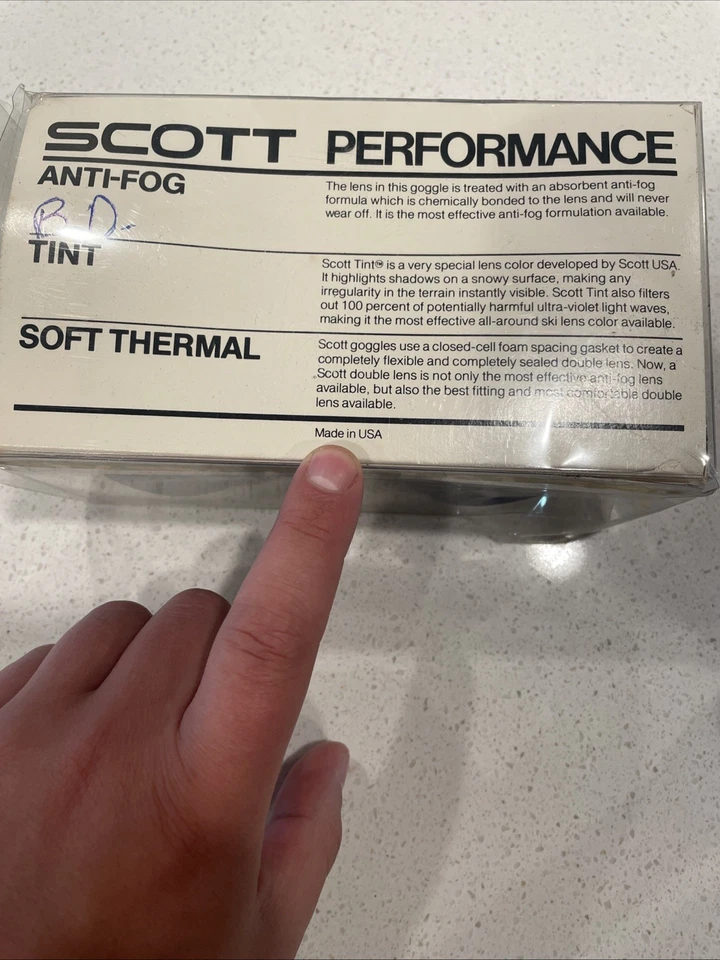 SCOTT PERFORMANCE
ANTI-FOG
The lens in this goggle is treated with an absorbent anti-fog
formula which is chemically bonded to the lens and will never
wear off. It is the most effective anti-fog formulation available.
B.D.
TINT
Scott Tint® is a very special lens color developed by Scott USA.
It highlights shadows on a snowy surface, making any
irregularity in the terrain instantly visible. Scott Tint also filters
out 100 percent of potentially harmful ultra-violet light waves,
making it the most effective all-around ski lens color available.
SOFT THERMAL
Scott goggles use a closed-cell foam spacing gasket to create a
completely flexible and completely sealed double lens. Now, a
Scott double lens is not only the most effective anti-fog lens
available, but also the best fitting and most comfortable double
lens available.
Made in USA